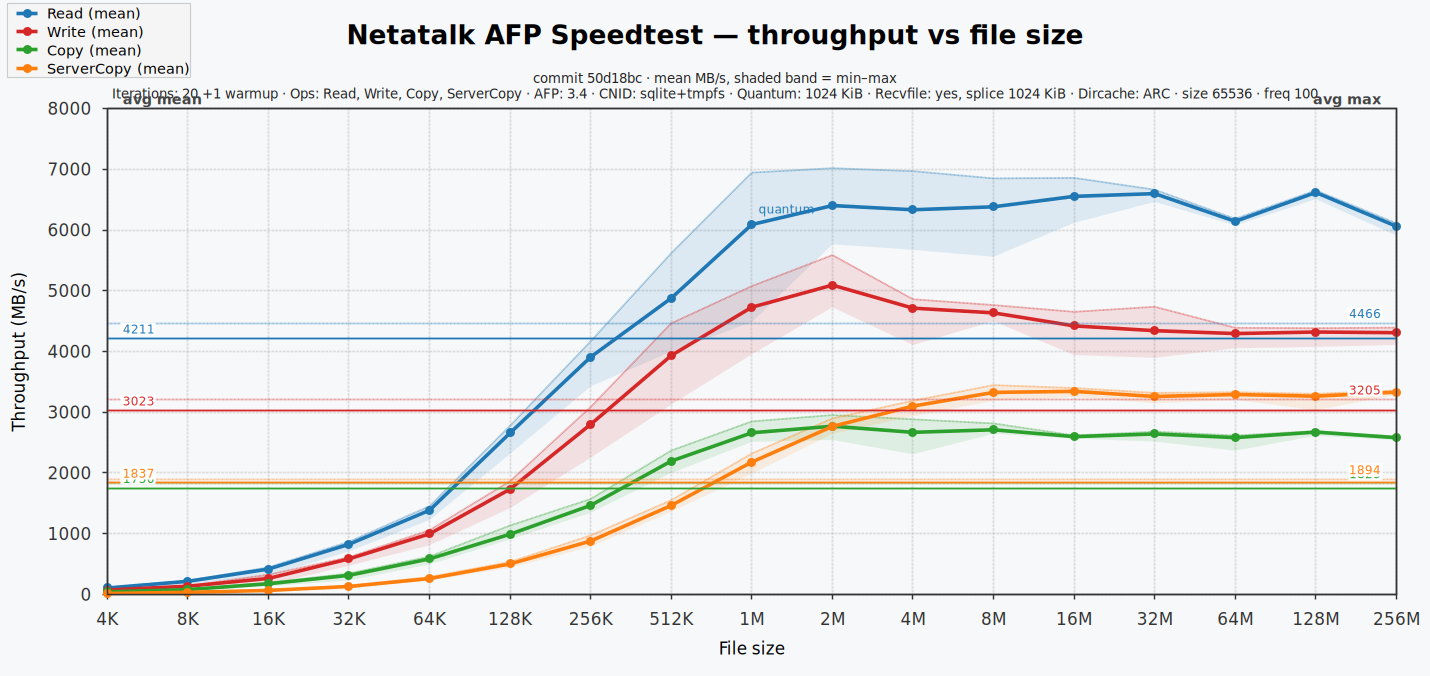 Read (mean)
Write (mean)
Copy (mean)
ServerCopy (mean)
Netatalk AFP Speedtest — throughput vs file size
commit 50d18bc · mean MB/s, shaded band = min–max
Iterations: 20 +1 warmup · Ops: Read, Write, Copy, ServerCopy · AFP: 3.4 · CNID: sqlite+tmpfs · Quantum: 1024 KiB · Recvfile: yes, splice 1024 KiB · Dircache: ARC · size 65536 · freq 100
avg mean
avg max
8000
7000
6000
5000
4000
3000
2000
1000
0
Throughput (MB/s)
quantum
4211
4466
3023
3205
1837
1894
4K 8K 16K 32K 64K 128K 256K 512K 1M 2M 4M 8M 16M 32M 64M 128M 256M
File size